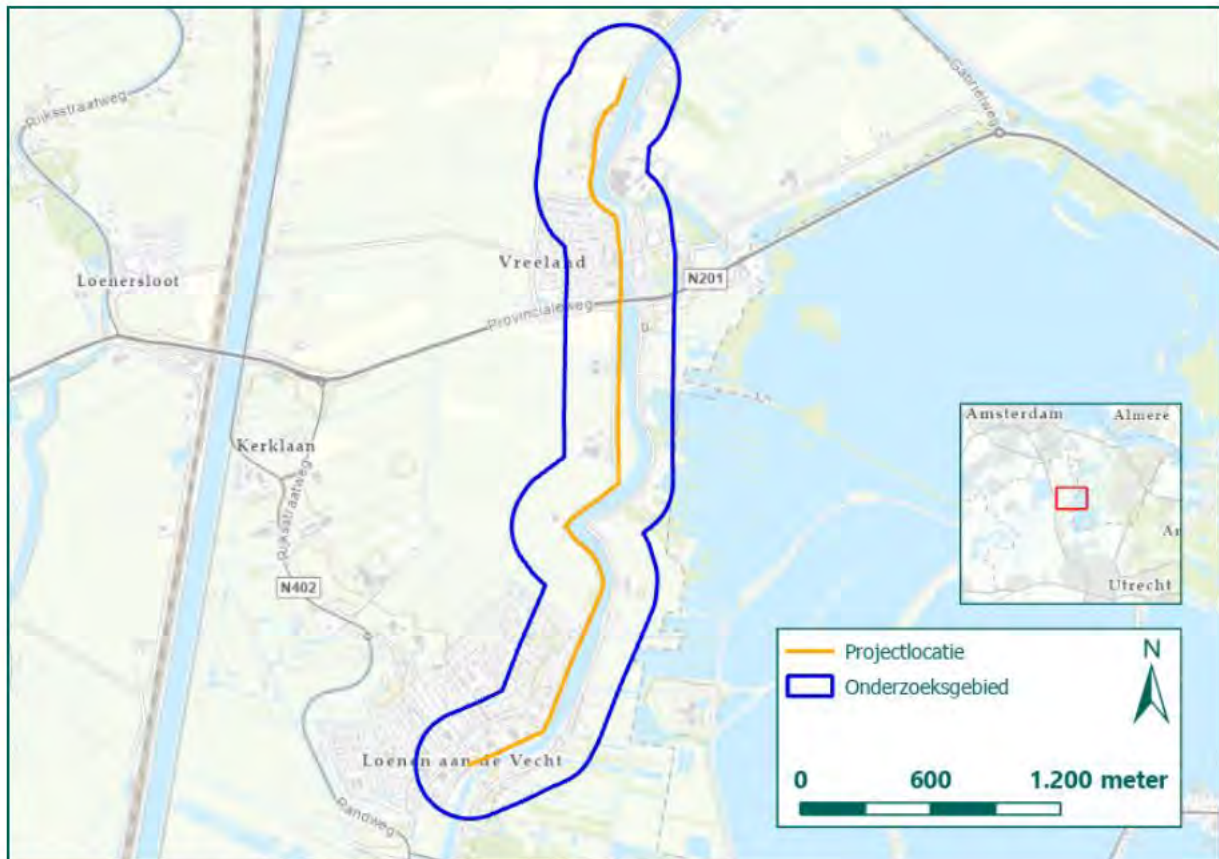 Rijksstraatweg
Gabriëlweg
Loenersloot
Vreeland
N201
Provincialeweg
Kerklaan
Rijksstraatweg
N402
Loenen aan de Vecht
Randweg
Amsterdam
Almere
Utrecht
Projectlocatie
Onderzoeksgebied
N
0 600 1.200 meter